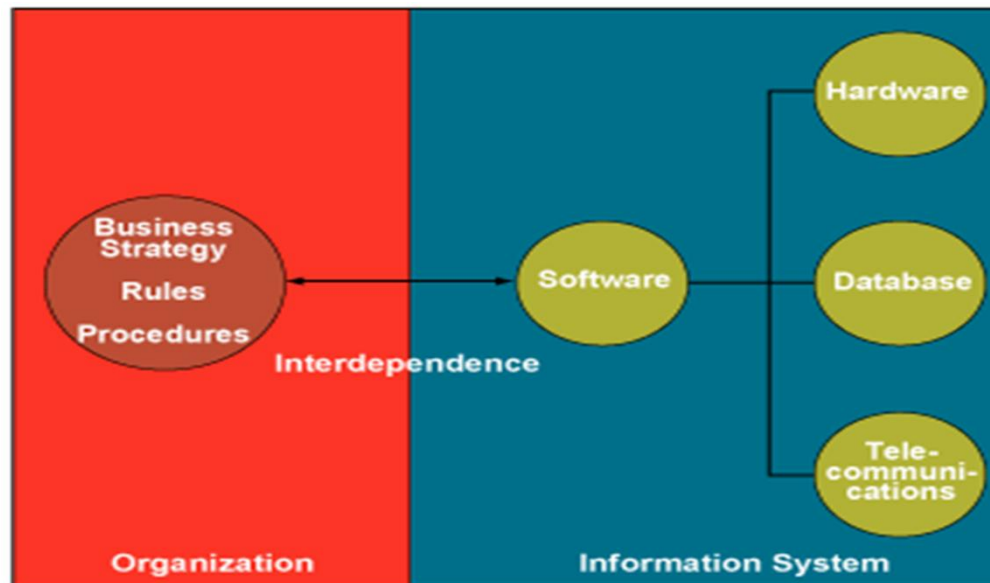 Business
Strategy
Rules
Procedures
Interdependence
Software
Hardware
Database
Tele-
communi-
cations
Organization
Information System